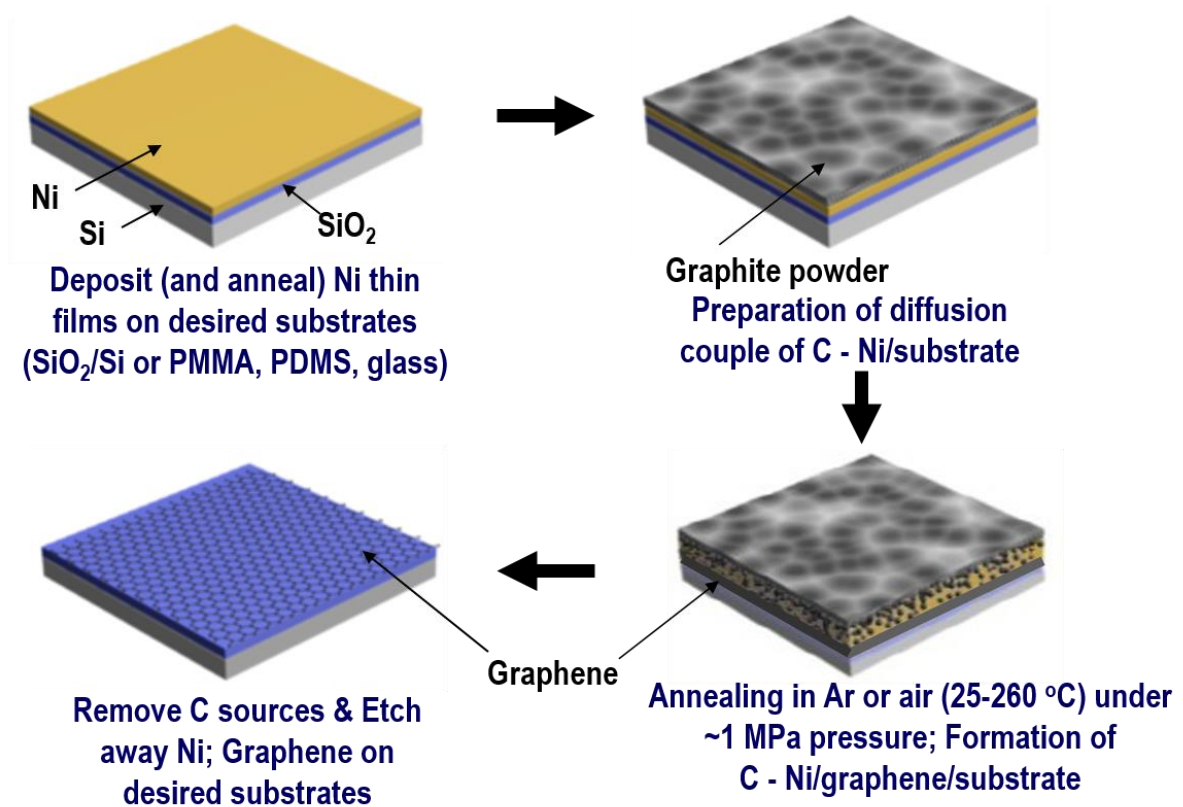 Ni
Si
SiO₂
Deposit (and anneal) Ni thin
films on desired substrates
(SiO₂/Si or PMMA, PDMS, glass)
Graphite powder
Preparation of diffusion
couple of C - Ni/substrate
Graphene
Annealing in Ar or air (25-260 ºC) under
~1 MPa pressure; Formation of
C - Ni/graphene/substrate
Remove C sources & Etch
away Ni; Graphene on
desired substrates